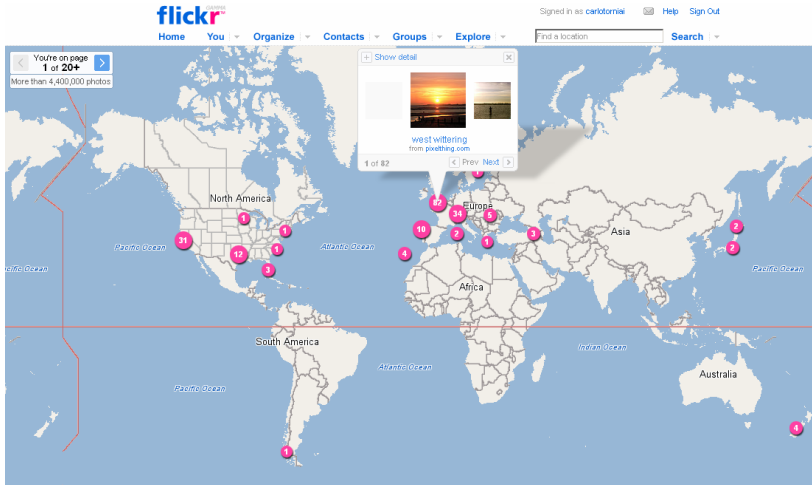 flickr GAMMA
Signed in as carlotorniai Help Sign Out
Home You Organize Contacts Groups Explore Find a location Search
You're on page
1 of 20+
More than 4,400,000 photos
Show detail
west wittering
from pixelthing.com
1 of 82 Prev Next
1
North America
82
Europe
34
5
1
1
10
2
1
3
Asia
2
2
31
12
1
3
4
Pacific Ocean
Atlantic Ocean
Pacific Ocean
Pacific Ocean
Africa
South America
Indian Ocean
Atlantic Ocean
Australia
Pacific Ocean
4
1